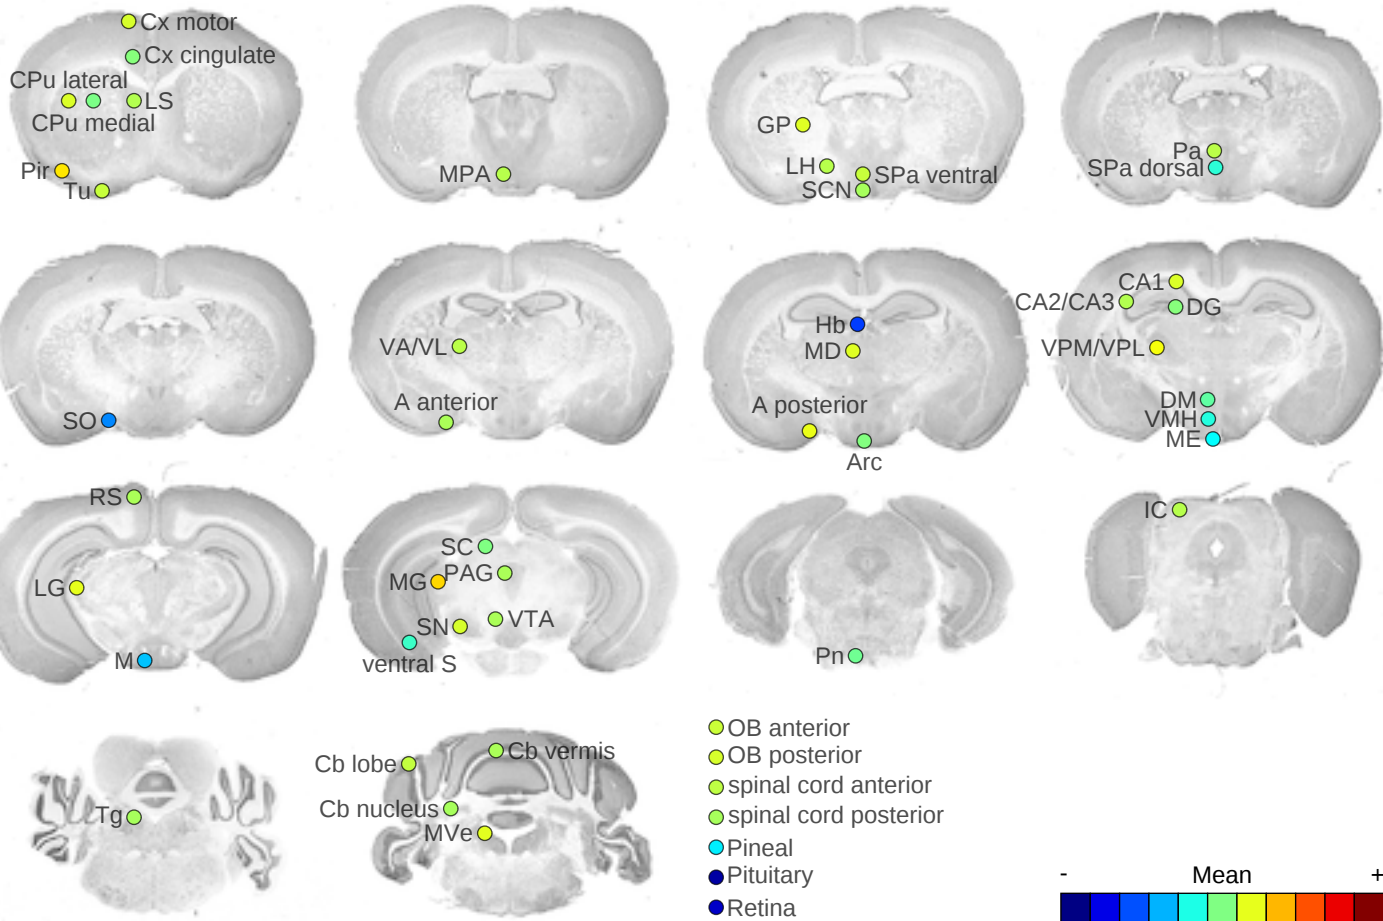 Cx motor
Cx cingulate
CPu lateral
LS
CPu medial
Pir
Tu
MPA
GP
LH
SPa ventral
SCN
Pa
SPa dorsal
SO
VA/VL
A anterior
Hb
MD
A posterior
Arc
CA1
CA2/CA3
DG
VPM/VPL
DM
VMH
ME
RS
LG
M
SC
MG
PAG
SN
VTA
ventral S
Pn
IC
Tg
Cb lobe
Cb vermis
Cb nucleus
MVe
OB anterior
OB posterior
spinal cord anterior
spinal cord posterior
Pineal
Pituitary
Retina
- Mean +